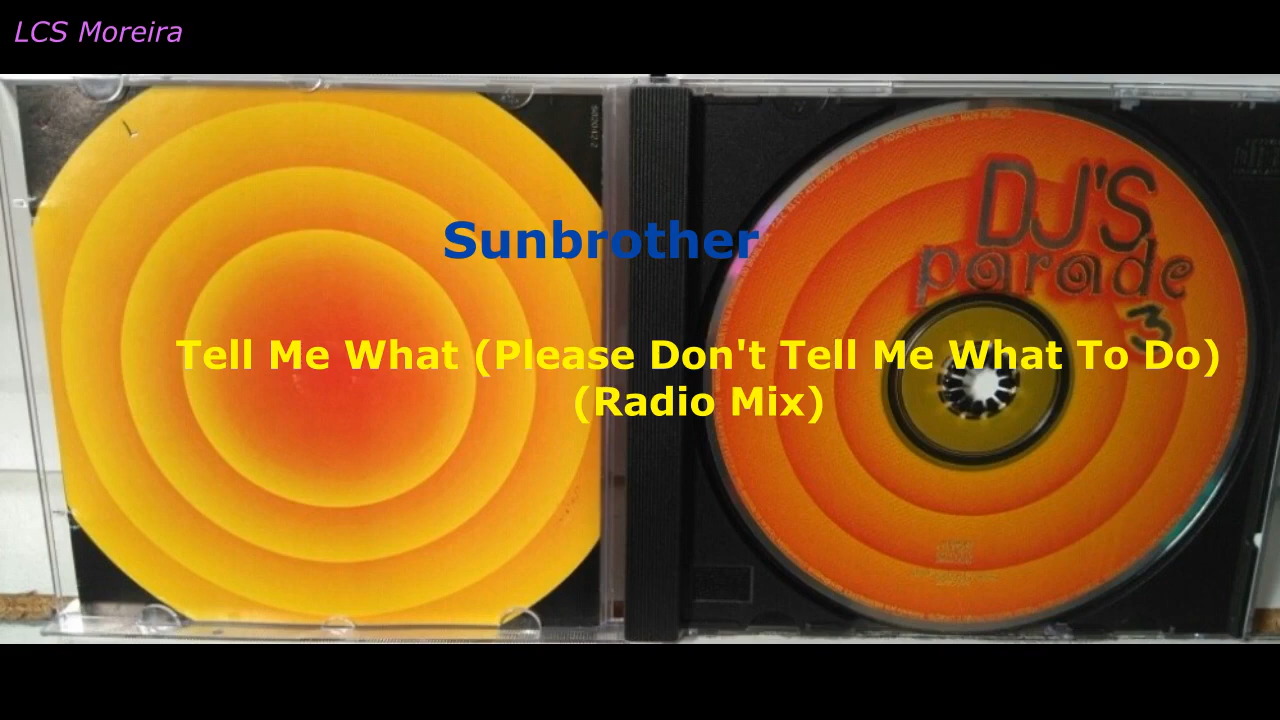 LCS Moreira
Sunbrother
Tell Me What (Please Don't Tell Me What To Do)
(Radio Mix)
DJ'S
parade
3